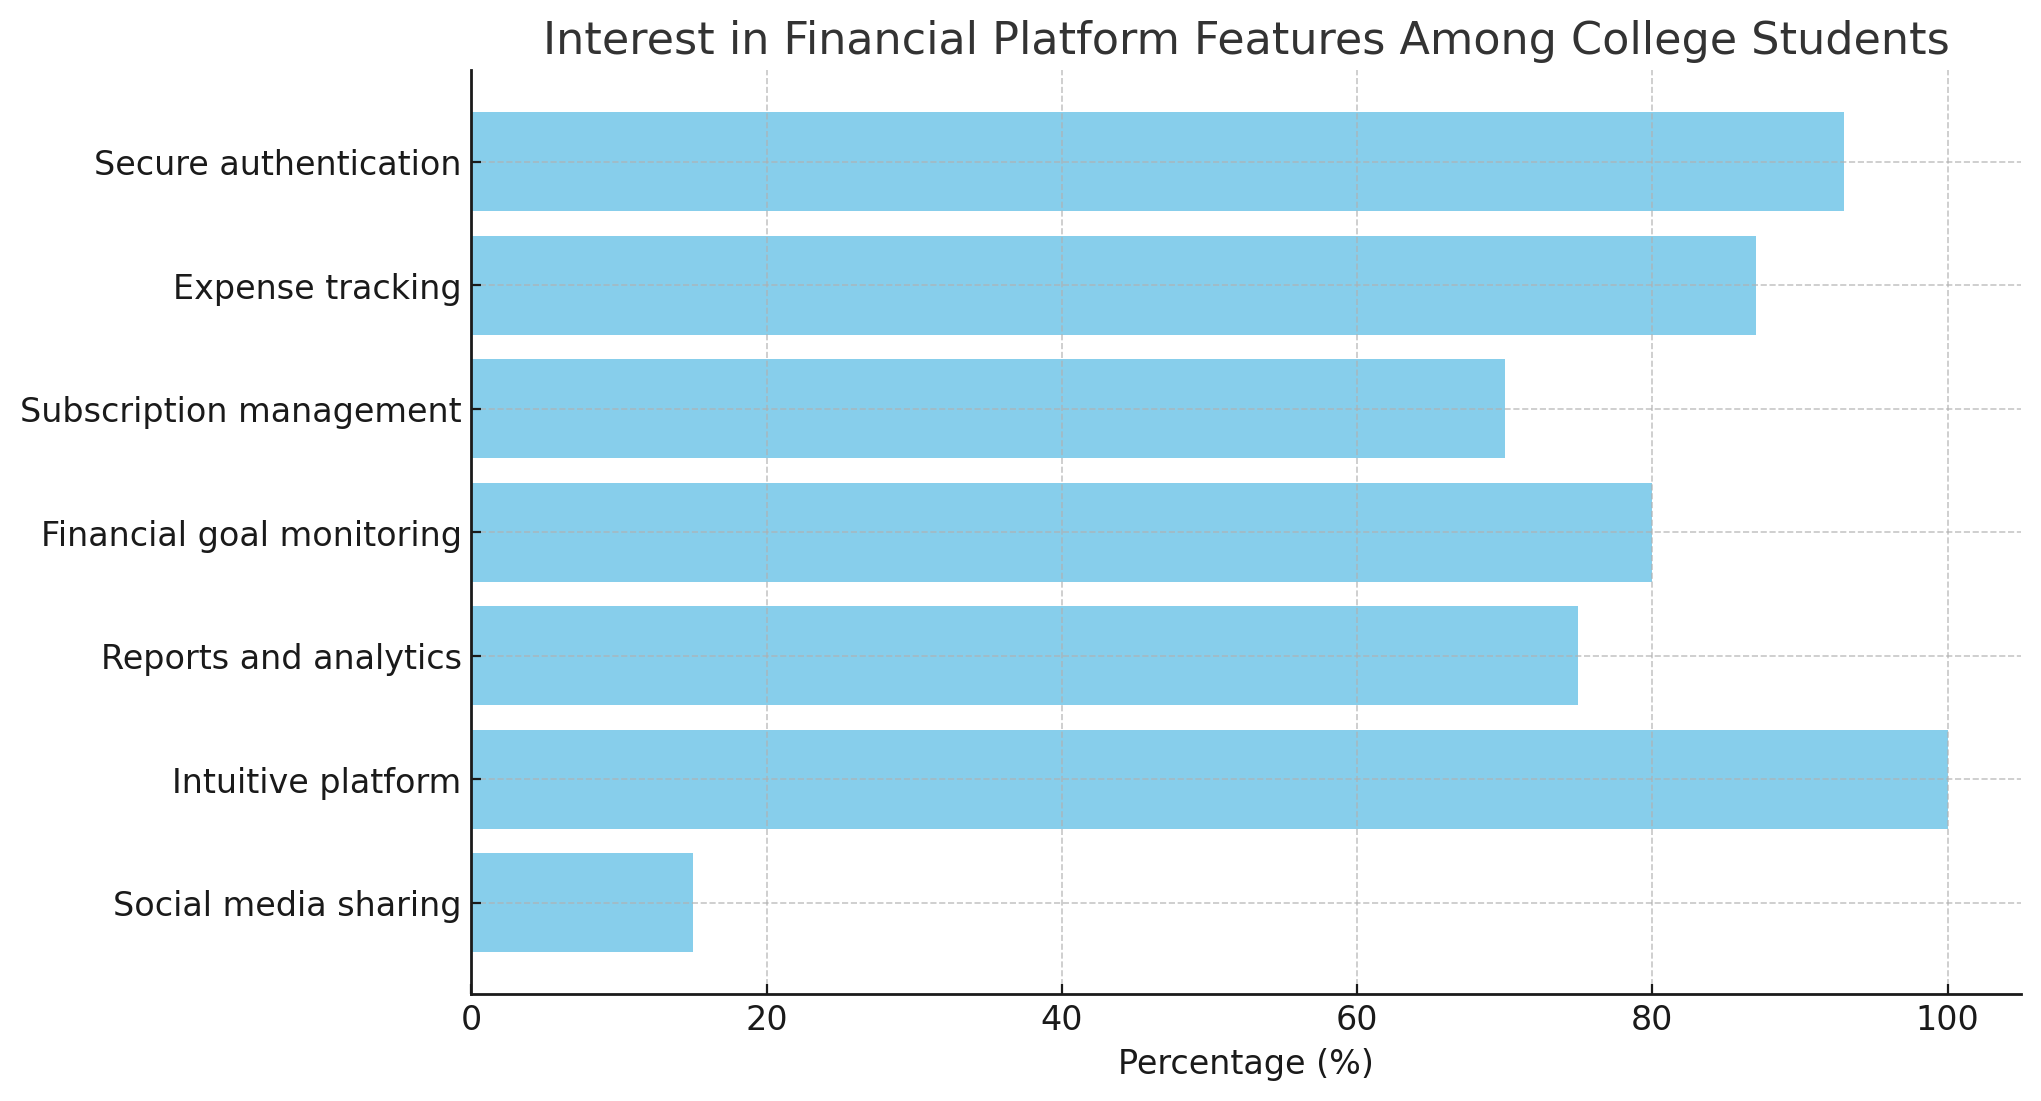 Interest in Financial Platform Features Among College Students
Secure authentication
Expense tracking
Subscription management
Financial goal monitoring
Reports and analytics
Intuitive platform
Social media sharing
0 20 40 60 80 100
Percentage (%)